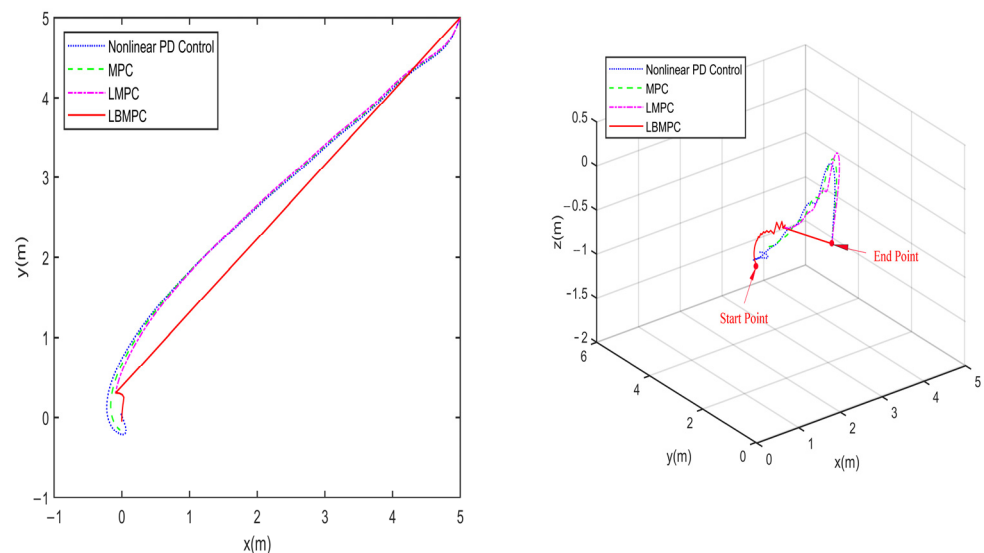 5
4
3
2
1
0
−1
y(m)
−1 0 1 2 3 4 5
x(m)
Nonlinear PD Control
MPC
LMPC
LBMPC
Nonlinear PD Control
MPC
LMPC
LBMPC
0.5
0
−0.5
−1
−1.5
−2
z(m)
End Point
Start Point
6
4
2
0
y(m)
0 1 2 3 4 5
x(m)